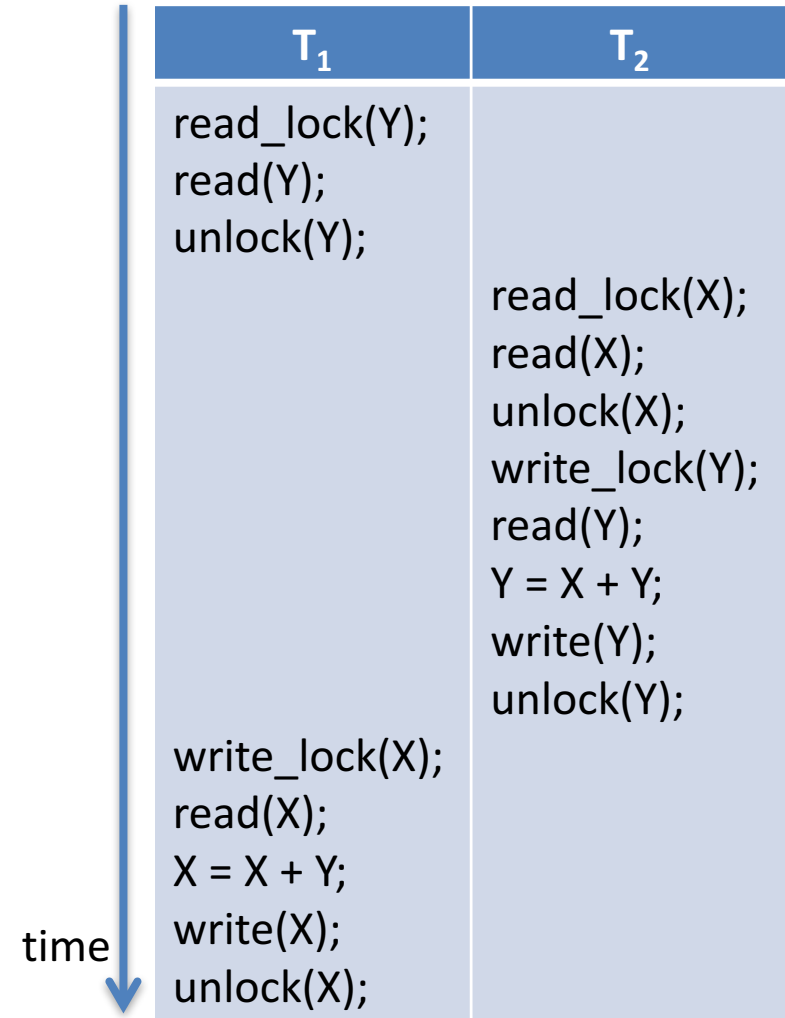 T₁ T₂
read_lock(Y);
read(Y);
unlock(Y);
read_lock(X);
read(X);
unlock(X);
write_lock(Y);
read(Y);
Y = X + Y;
write(Y);
unlock(Y);
write_lock(X);
read(X);
X = X + Y;
time write(X);
unlock(X);